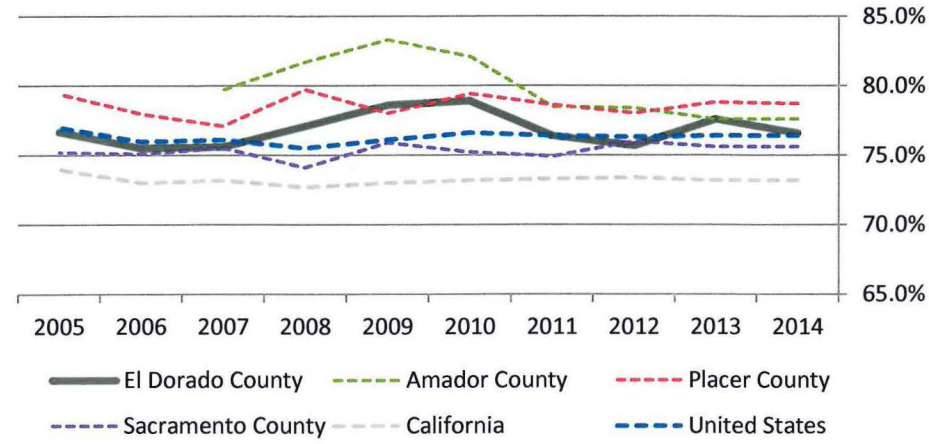 85.0%
80.0%
75.0%
70.0%
65.0%
2005 2006 2007 2008 2009 2010 2011 2012 2013 2014
El Dorado County Amador County Placer County
Sacramento County California United States